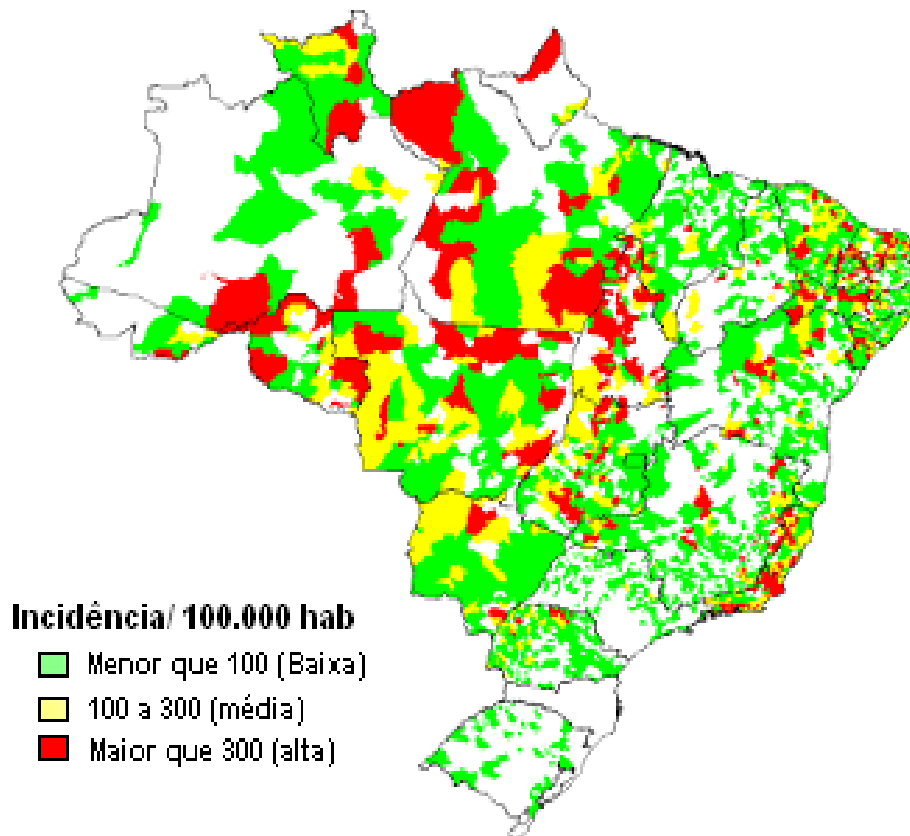 Incidência/ 100.000 hab
Menor que 100 (Baixa)
100 a 300 (média)
Maior que 300 (alta)